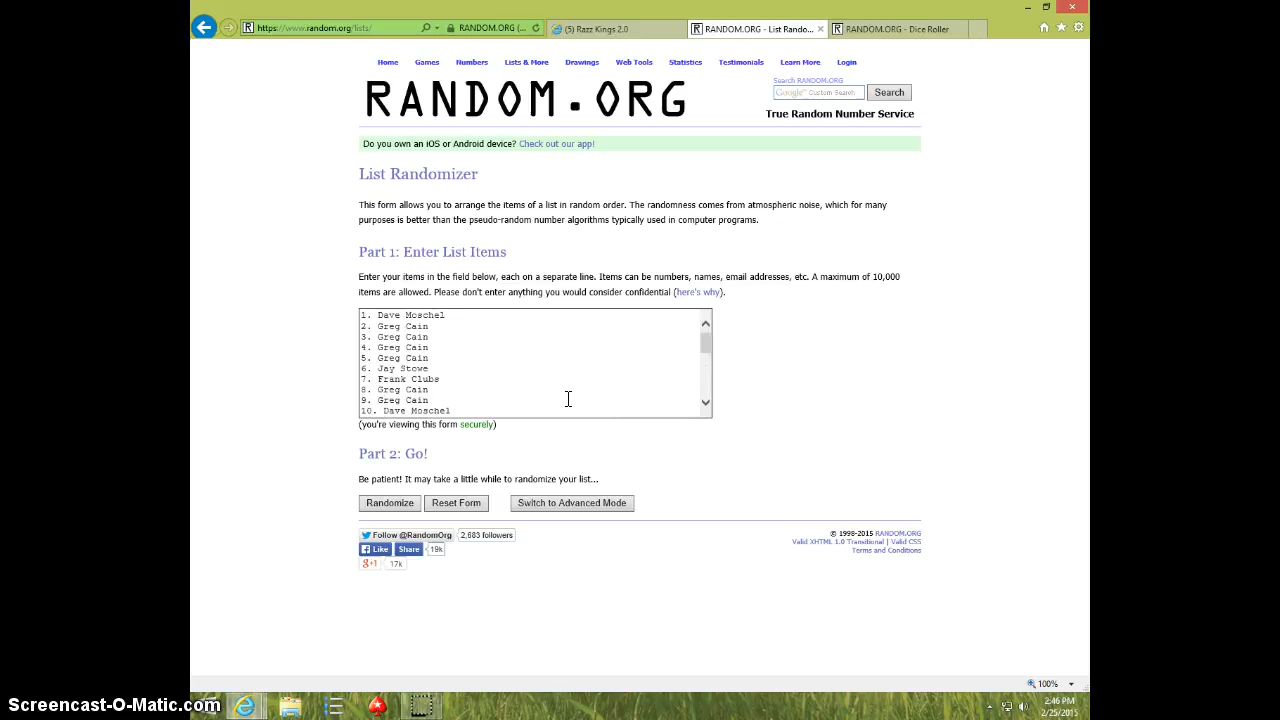 https://www.random.org/lists/
RANDOM.ORG (...
(5) Razz Kings 2.0
RANDOM.ORG - List Rando...
RANDOM.ORG - Dice Roller
Home Games Numbers Lists & More Drawings Web Tools Statistics Testimonials Learn More Login
RANDOM.ORG
Search RANDOM.ORG
Google™ Custom Search
Search
True Random Number Service
Do you own an iOS or Android device? Check out our app!
List Randomizer
This form allows you to arrange the items of a list in random order. The randomness comes from atmospheric noise, which for many
purposes is better than the pseudo-random number algorithms typically used in computer programs.
Part 1: Enter List Items
Enter your items in the field below, each on a separate line. Items can be numbers, names, email addresses, etc. A maximum of 10,000
items are allowed. Please don't enter anything you would consider confidential (here's why).
1. Dave Moschel
2. Greg Cain
3. Greg Cain
4. Greg Cain
5. Greg Cain
6. Jay Stowe
7. Frank Clubs
8. Greg Cain
9. Greg Cain
10. Dave Moschel
(you're viewing this form securely)
Part 2: Go!
Be patient! It may take a little while to randomize your list...
Randomize Reset Form Switch to Advanced Mode
Follow @RandomOrg 2,683 followers
Like Share 19k
g+1 17k
© 1998-2015 RANDOM.ORG
Valid XHTML 1.0 Transitional | Valid CSS
Terms and Conditions
100%
2:46 PM
2/25/2015
Screencast-O-Matic.com